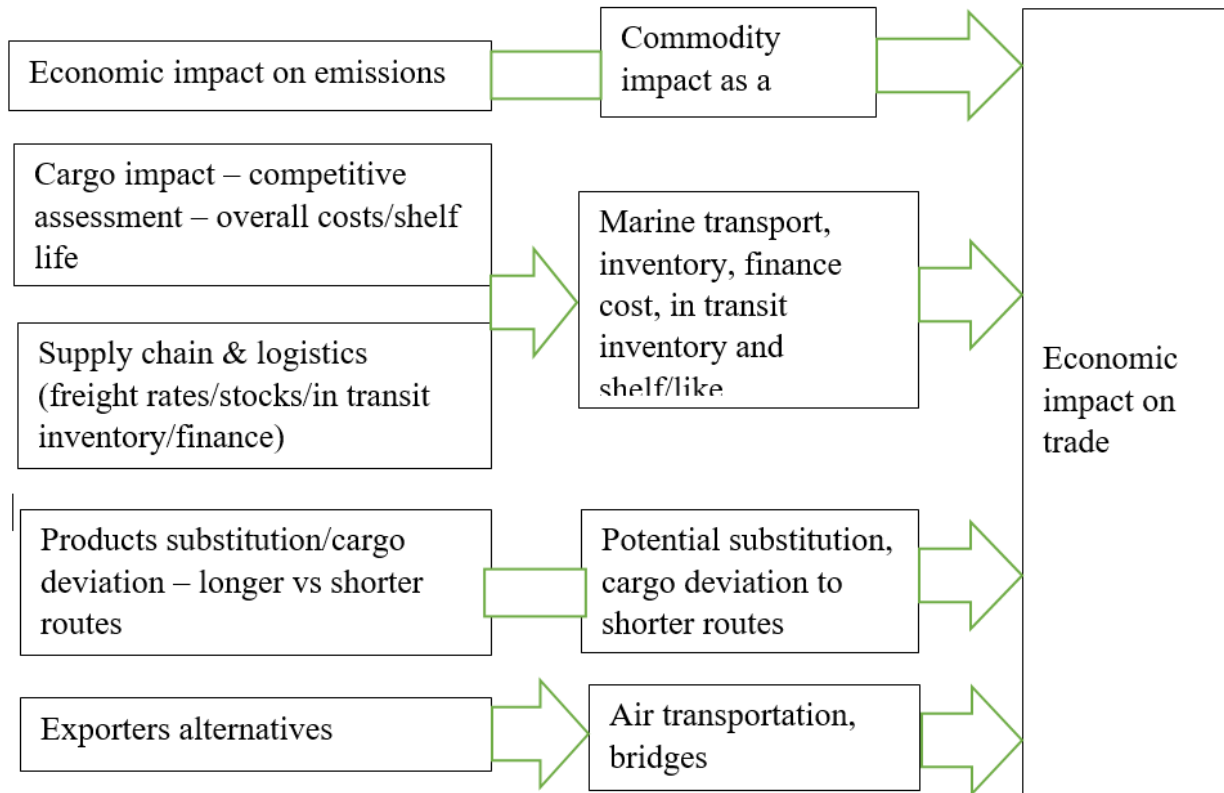 Economic impact on emissions
Commodity
impact as a
Cargo impact – competitive
assessment – overall costs/shelf
life
Supply chain & logistics
(freight rates/stocks/in transit
inventory/finance)
Marine transport,
inventory, finance
cost, in transit
inventory and
shelf/like
Products substitution/cargo
deviation – longer vs shorter
routes
Potential substitution,
cargo deviation to
shorter routes
Exporters alternatives
Air transportation,
bridges
Economic
impact on
trade